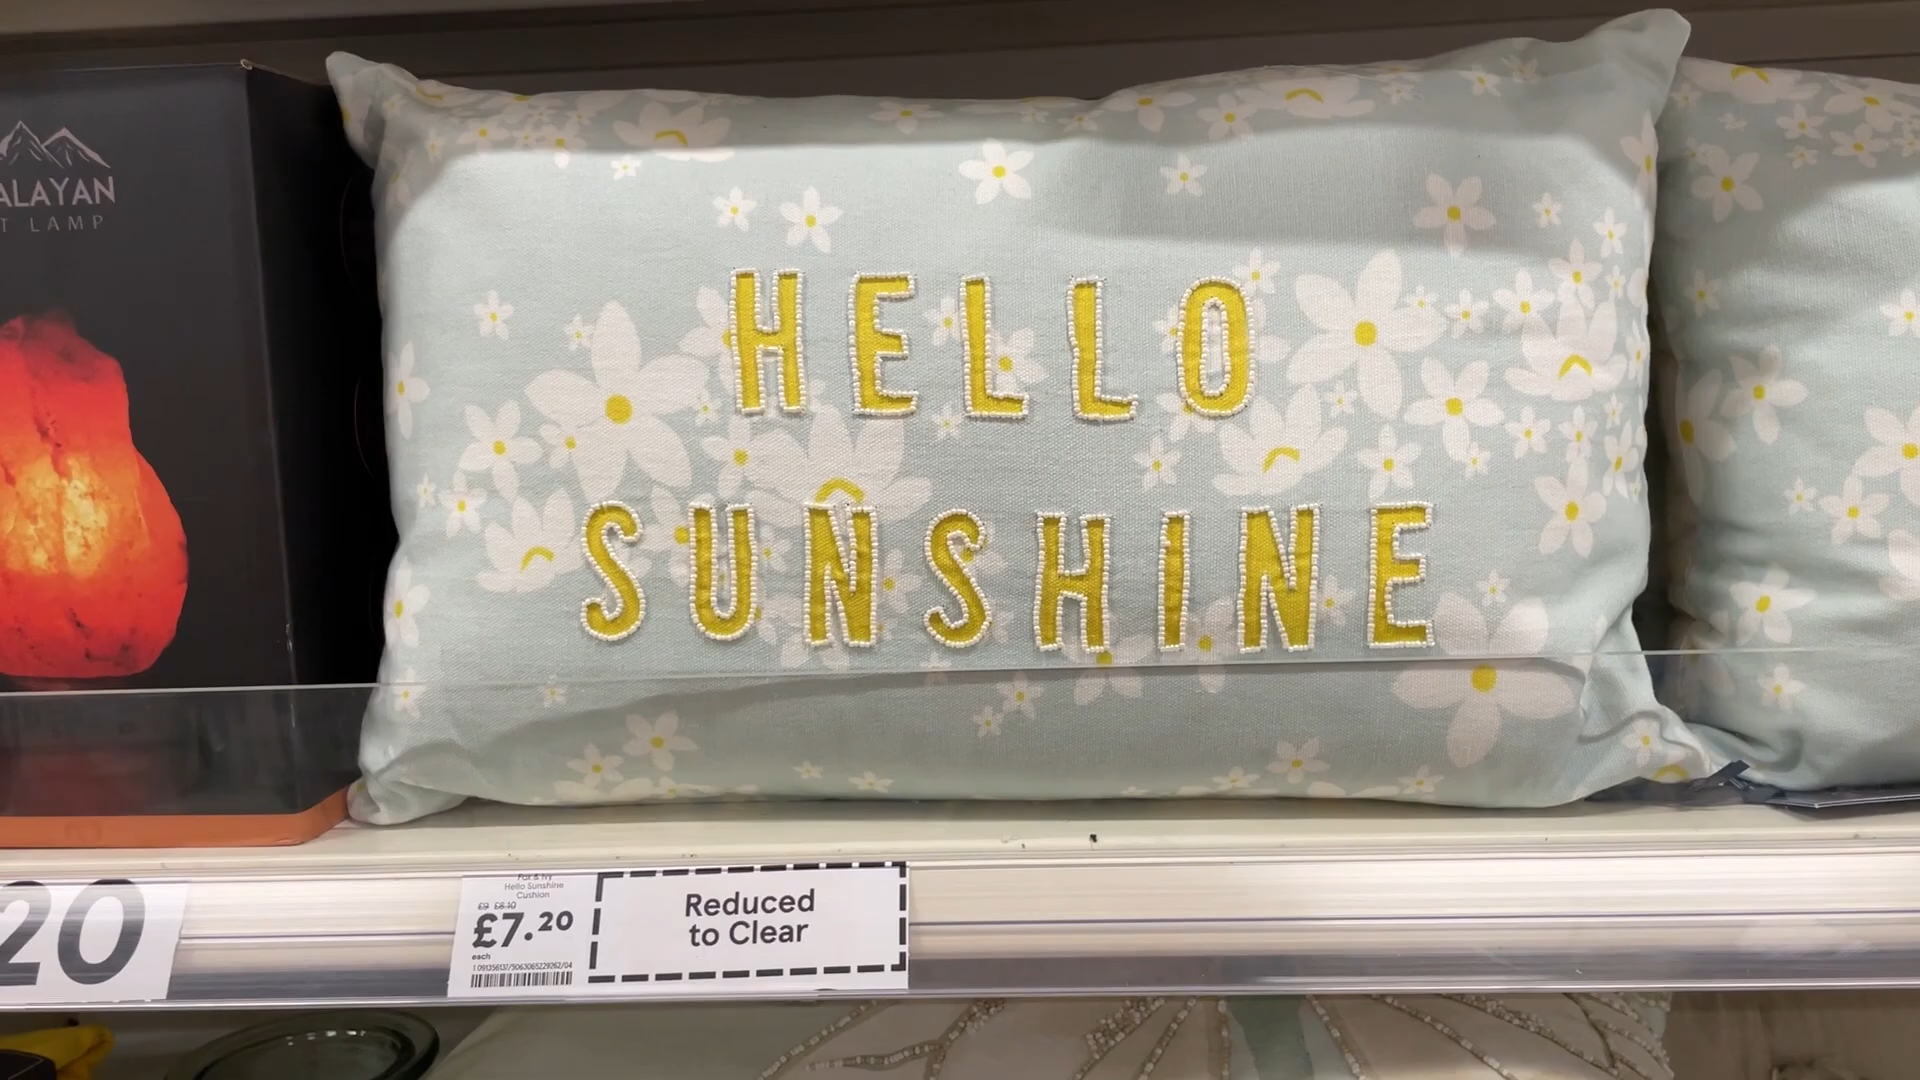 ALAYAN
T LAMP
HELLO
SUNSHINE
20
Fox & Ivy
Hello Sunshine
Cushion
£9 £8.10
£7.20
each
Reduced
to Clear